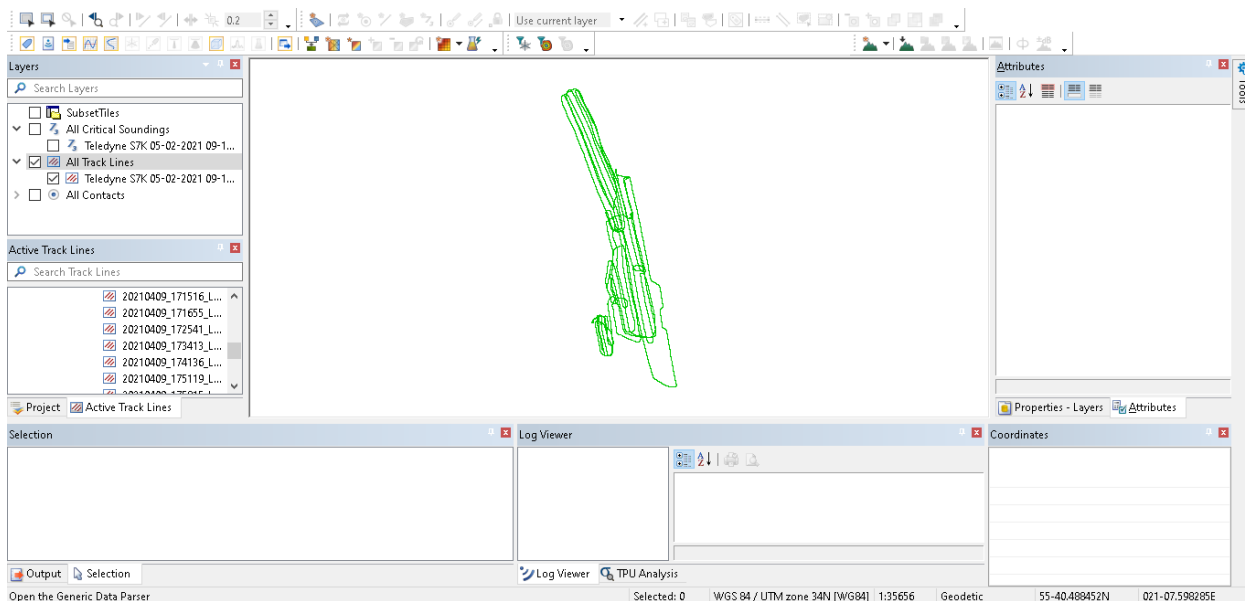 0.2
Use current layer
Layers
Search Layers
SubsetTiles
All Critical Soundings
Teledyne S7K 05-02-2021 09-1...
All Track Lines
Teledyne S7K 05-02-2021 09-1...
All Contacts
Active Track Lines
Search Track Lines
20210409_171516_L...
20210409_171655_L...
20210409_172541_L...
20210409_173413_L...
20210409_174136_L...
20210409_175119_L...
Project
Active Track Lines
Attributes
Tools
Properties - Layers
Attributes
Selection
Log Viewer
Coordinates
Output
Selection
Log Viewer
TPU Analysis
Open the Generic Data Parser
Selected: 0
WGS 84 / UTM zone 34N [WG84]
1:35656
Geodetic
55-40.488452N
021-07.598285E